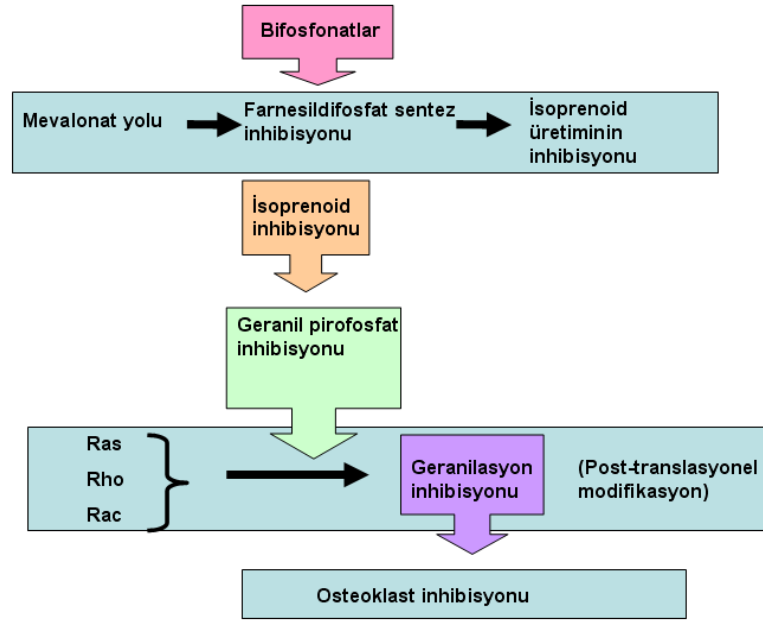 Bifosfonatlar
Mevalonat yolu
Farnesildifosfat sentez
inhibisyonu
İsoprenoid
üretiminin
inhibisyonu
İsoprenoid
inhibisyonu
Geranil pirofosfat
inhibisyonu
Ras
Rho
Rac
Geranilasyon
inhibisyonu
(Post-translasyonel
modifikasyon)
Osteoklast inhibisyonu